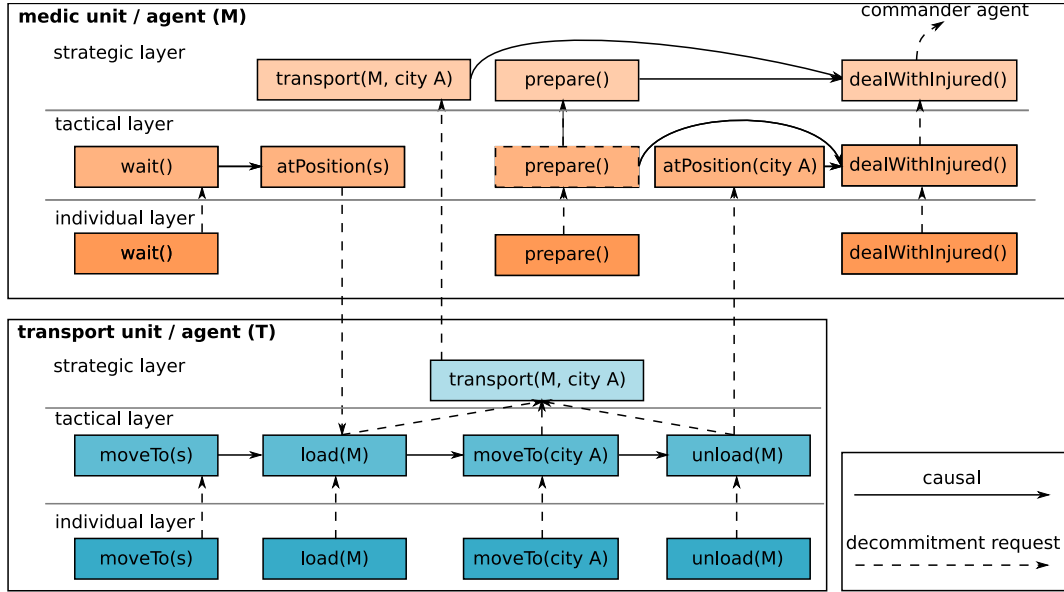 medic unit / agent (M)
commander agent
strategic layer
transport(M, city A)
prepare()
dealWithInjured()
tactical layer
wait()
atPosition(s)
prepare()
atPosition(city A)
dealWithInjured()
individual layer
wait()
prepare()
dealWithInjured()
transport unit / agent (T)
strategic layer
transport(M, city A)
tactical layer
moveTo(s)
load(M)
moveTo(city A)
unload(M)
individual layer
moveTo(s)
load(M)
moveTo(city A)
unload(M)
causal
decommitment request